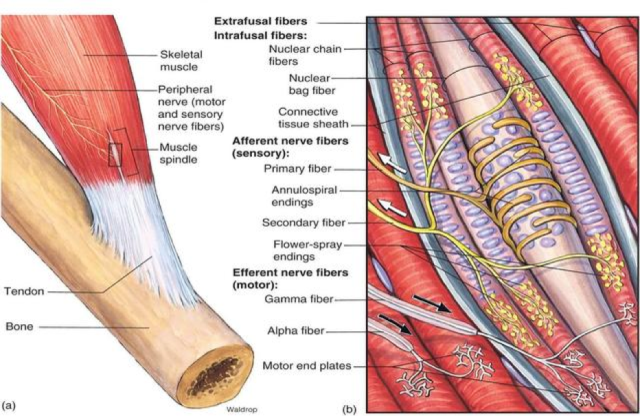 Skeletal
muscle
Peripheral
nerve (motor
and sensory
nerve fibers)
Muscle
spindle
Tendon
Bone
(a)
Waldrop
Extrafusal fibers
Intrafusal fibers:
Nuclear chain
fibers
Nuclear
bag fiber
Connective
tissue sheath
Afferent nerve fibers
(sensory):
Primary fiber
Annulospiral
endings
Secondary fiber
Flower-spray
endings
Efferent nerve fibers
(motor):
Gamma fiber
Alpha fiber
Motor end plates
(b)